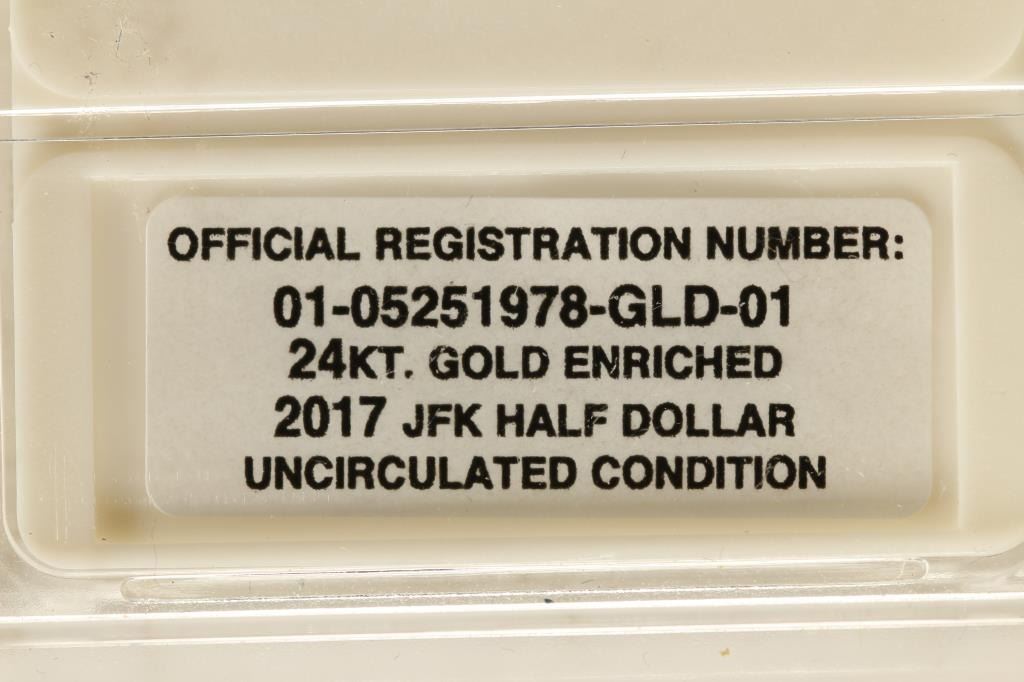 OFFICIAL REGISTRATION NUMBER:
01-05251978-GLD-01
24KT. GOLD ENRICHED
2017 JFK HALF DOLLAR
UNCIRCULATED CONDITION